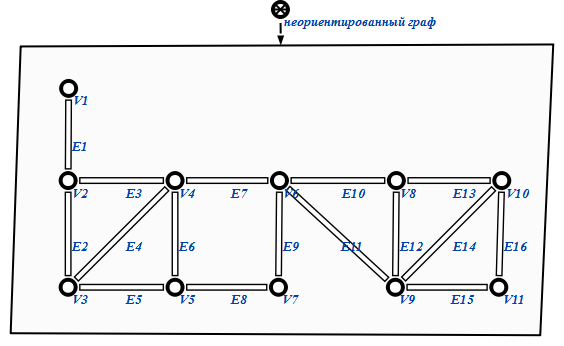 неориентированный граф
V1
E1
V2 E3 V4 E7 V6 E10 V8 E13 V10
E2 E4 E6 E9 E11 E12 E14 E16
V3 E5 V5 E8 V7 V9 E15 V11